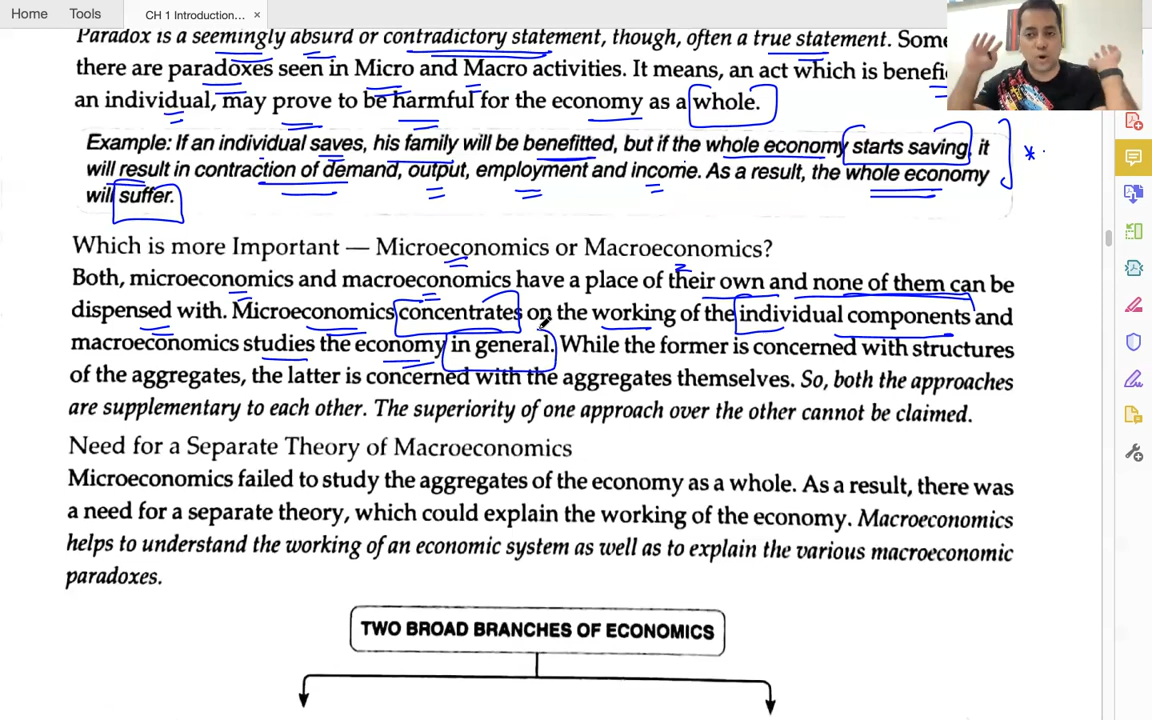 Home Tools CH 1 Introduction... ×
Paradox is a seemingly absurd or contradictory statement, though, often a true statement. Some
there are paradoxes seen in Micro and Macro activities. It means, an act which is benefi
an individual, may prove to be harmful for the economy as a whole.
Example: If an individual saves, his family will be benefitted, but if the whole economy starts saving, it
will result in contraction of demand, output, employment and income. As a result, the whole economy
will suffer.
Which is more Important — Microeconomics or Macroeconomics?
Both, microeconomics and macroeconomics have a place of their own and none of them can be
dispensed with. Microeconomics concentrates on the working of the individual components and
macroeconomics studies the economy in general. While the former is concerned with structures
of the aggregates, the latter is concerned with the aggregates themselves. So, both the approaches
are supplementary to each other. The superiority of one approach over the other cannot be claimed.
Need for a Separate Theory of Macroeconomics
Microeconomics failed to study the aggregates of the economy as a whole. As a result, there was
a need for a separate theory, which could explain the working of the economy. Macroeconomics
helps to understand the working of an economic system as well as to explain the various macroeconomic
paradoxes.
TWO BROAD BRANCHES OF ECONOMICS